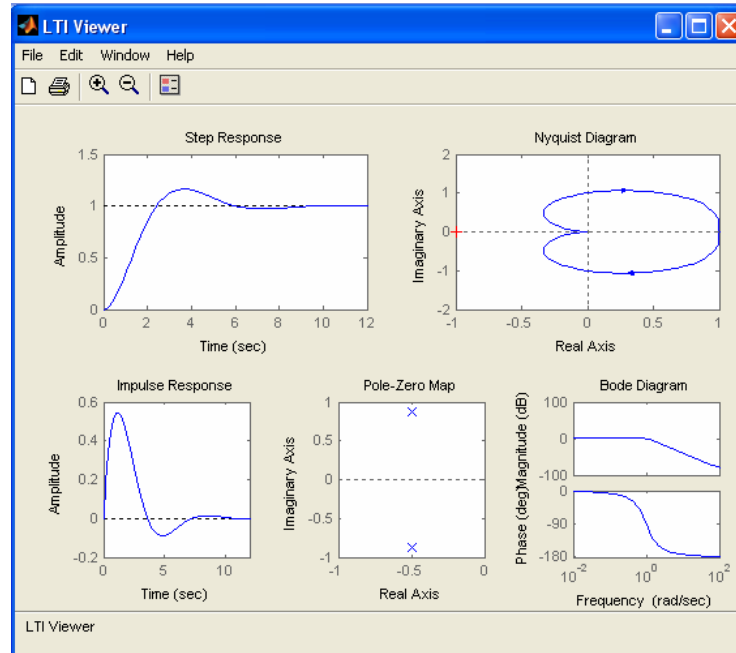 LTI Viewer
File Edit Window Help
Step Response
Amplitude
1.5
1
0.5
0
0 2 4 6 8 10 12
Time (sec)
Nyquist Diagram
Imaginary Axis
2
1
0
-1
-2
-1 -0.5 0 0.5 1
Real Axis
Impulse Response
Amplitude
0.6
0.4
0.2
0
-0.2
0 5 10
Time (sec)
Pole-Zero Map
Imaginary Axis
1
0.5
0
-0.5
-1
-1 -0.5 0
Real Axis
Bode Diagram
Magnitude (dB)
100
0
-100
Phase (deg)
0
-90
-180
10^-2 10^0 10^2
Frequency (rad/sec)
LTI Viewer